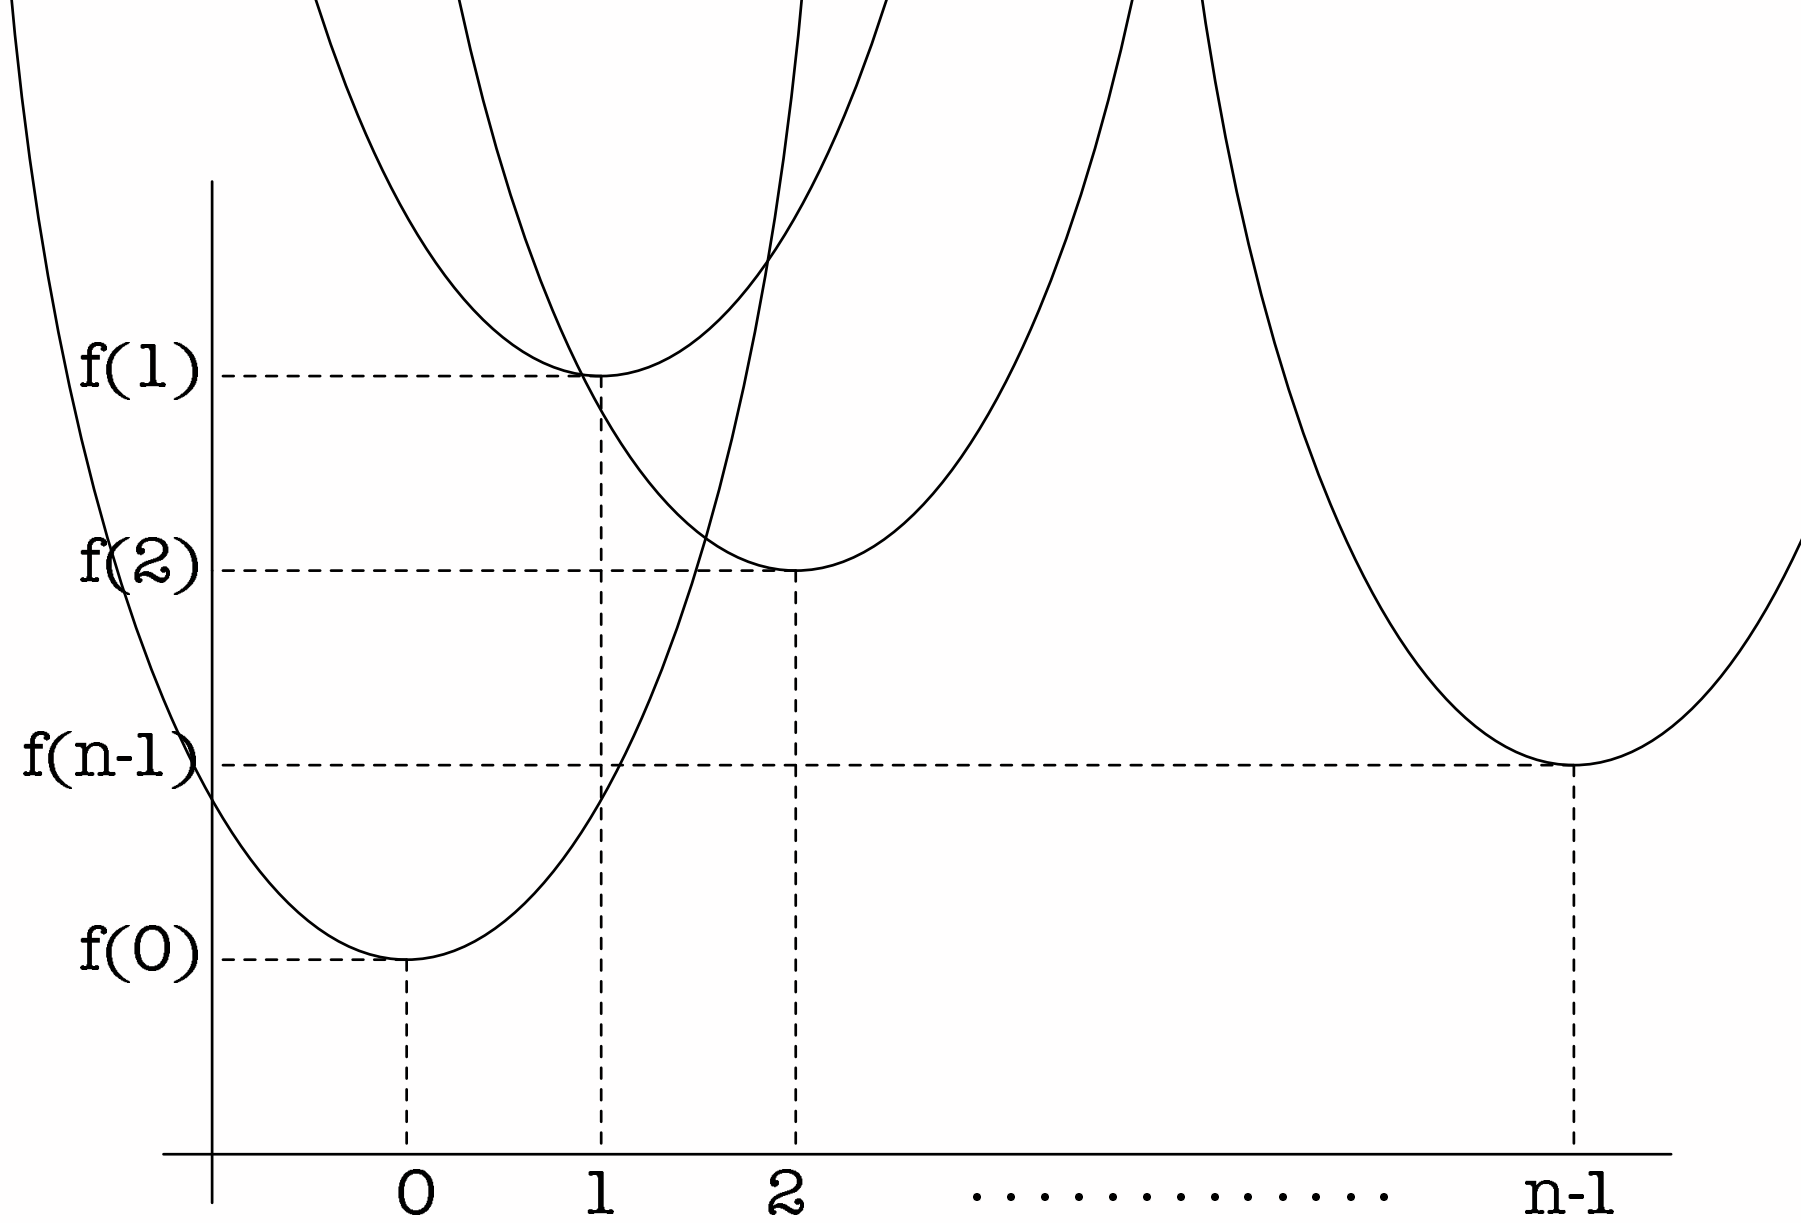 f(1)
f(2)
f(n-1)
f(0)
0 1 2 ............. n-1